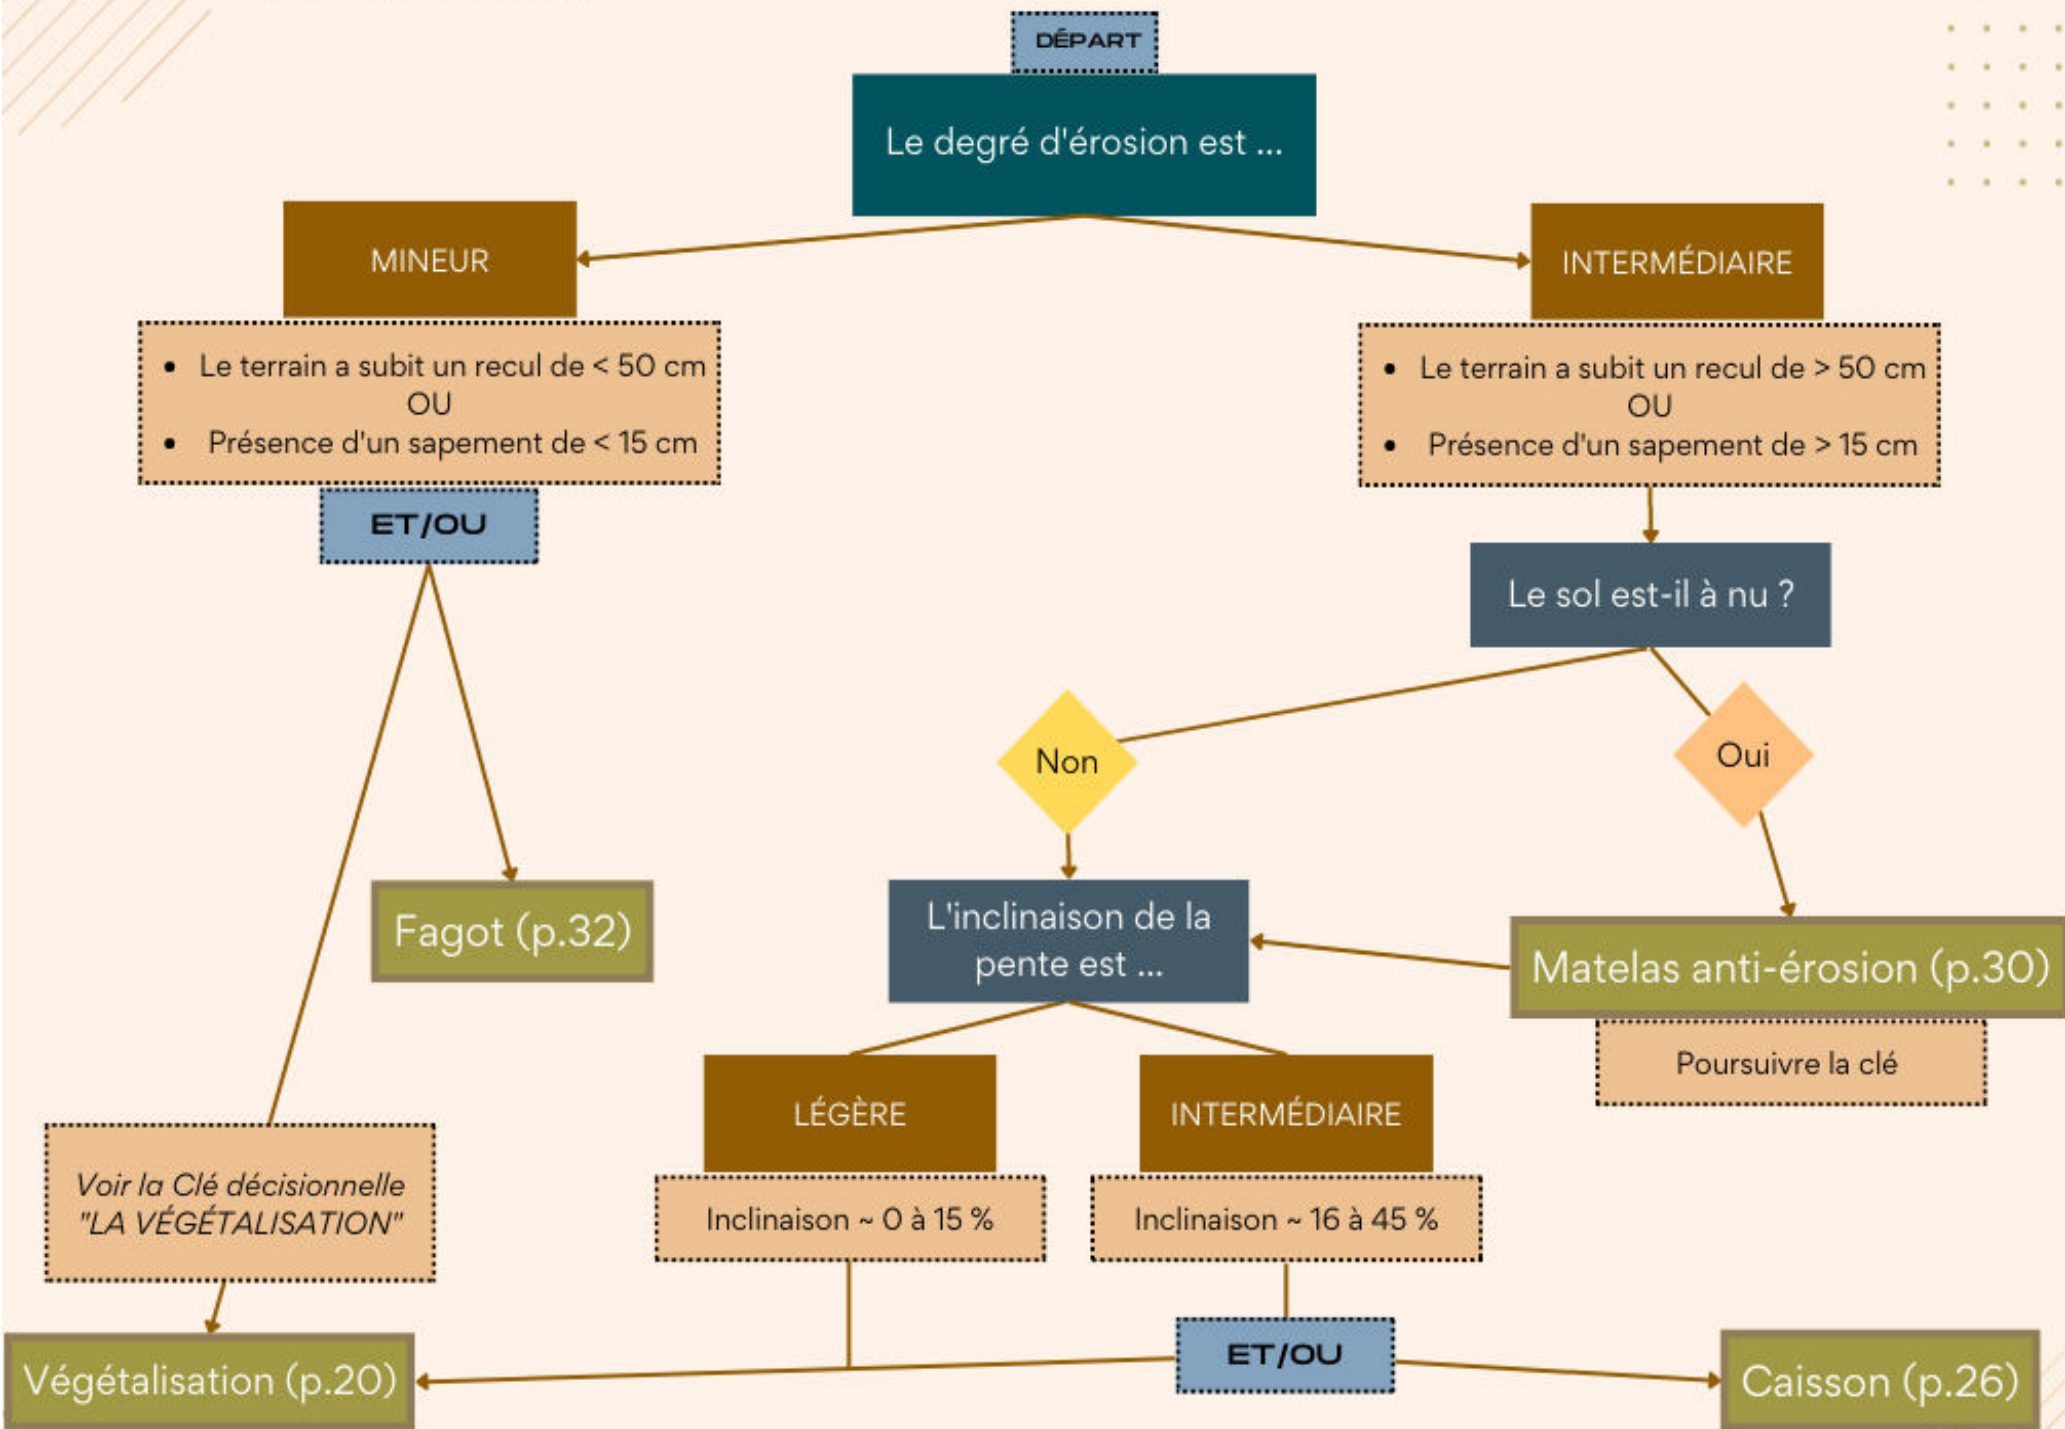 DÉPART
Le degré d'érosion est ...
MINEUR
INTERMÉDIAIRE
• Le terrain a subit un recul de < 50 cm
OU
• Présence d'un sapement de < 15 cm
• Le terrain a subit un recul de > 50 cm
OU
• Présence d'un sapement de > 15 cm
ET/OU
Le sol est-il à nu ?
Non
Oui
Fagot (p.32)
L'inclinaison de la
pente est ...
Matelas anti-érosion (p.30)
Poursuivre la clé
LÉGÈRE
INTERMÉDIAIRE
Voir la Clé décisionnelle
"LA VÉGÉTALISATION"
Inclinaison ~ 0 à 15 %
Inclinaison ~ 16 à 45 %
ET/OU
Végétalisation (p.20)
Caisson (p.26)